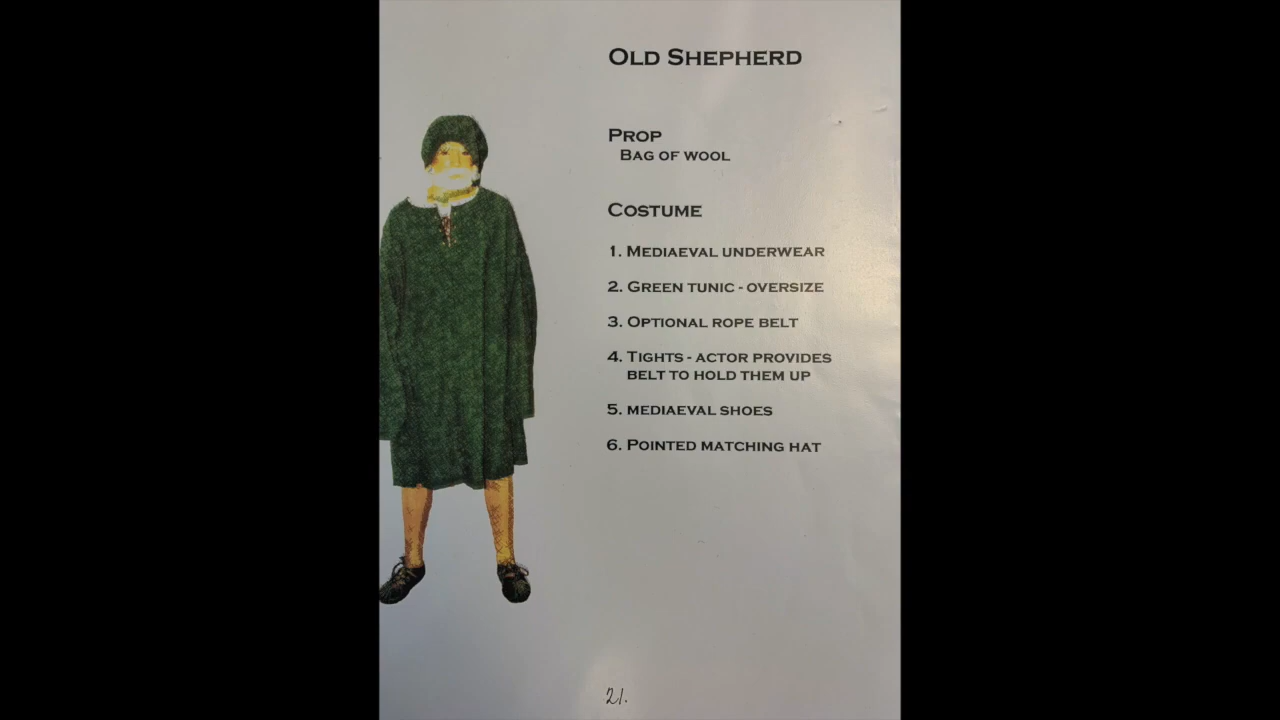 OLD SHEPHERD
PROP
BAG OF WOOL
COSTUME
1. MEDIAEVAL UNDERWEAR
2. GREEN TUNIC - OVERSIZE
3. OPTIONAL ROPE BELT
4. TIGHTS - ACTOR PROVIDES
BELT TO HOLD THEM UP
5. MEDIAEVAL SHOES
6. POINTED MATCHING HAT
21.